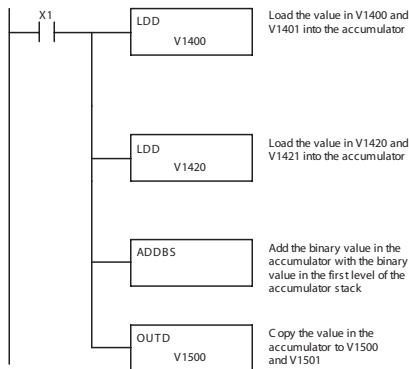 X1
LDD
V1400
Load the value in V1400 and
V1401 into the accumulator
LDD
V1420
Load the value in V1420 and
V1421 into the accumulator
ADDBS
Add the binary value in the
accumulator with the binary
value in the first level of the
accumulator stack
OUTD
V1500
Copy the value in the
accumulator to V1500
and V1501